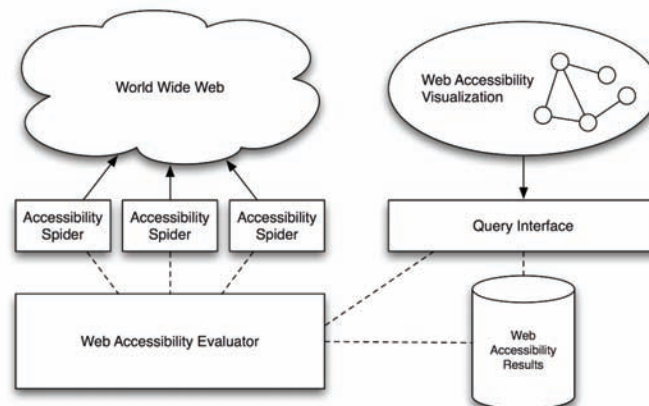 World Wide Web
Web Accessibility
Visualization
Accessibility
Spider
Accessibility
Spider
Accessibility
Spider
Query Interface
Web Accessibility Evaluator
Web
Accessibility
Results